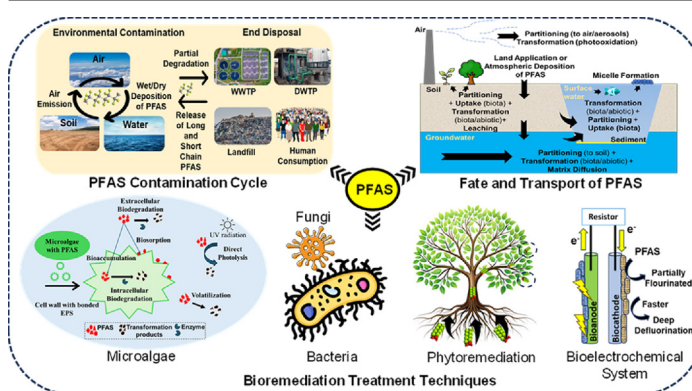 Environmental Contamination
End Disposal
Air
Partial
Degradation
Air
Emission
Wet/Dry
Deposition
of PFAS
WWTP
DWTP
Soil
Water
Release
of Long
and
Short
Chain
PFAS
Landfill
Human
Consumption
PFAS Contamination Cycle
Air
Partitioning (to air/aerosols)
Transformation (photooxidation)
Land Application or
Atmospheric Deposition
of PFAS
Micelle Formation
Soil
Partitioning
+ Uptake (biota) +
Transformation
(biota/abiotic)+
Leaching
Surface
water
Transformation
(biota/abiotic)+
Partitioning +
Uptake (biota)
Groundwater
Sediment
Partitioning (to soil) +
Transformation (biota/abiotic)+
Matrix Diffusion
Fate and Transport of PFAS
PFAS
Extracellular
Biodegradation
UV radiation
Microalgae
with PFAS
Biosorption
Direct
Photolysis
Bioaccumulation
Intracellular
Biodegradation
Volatilization
Cell wall with bonded
EPS
PFAS
Transformation
products
Enzyme
Microalgae
Fungi
Bacteria
Phytoremediation
Resistor
e-
e-
PFAS
Bioanode
Biocathode
Partially
Flourinated
Faster
Deep
Defluorination
Bioelectrochemical
System
Bioremediation Treatment Techniques